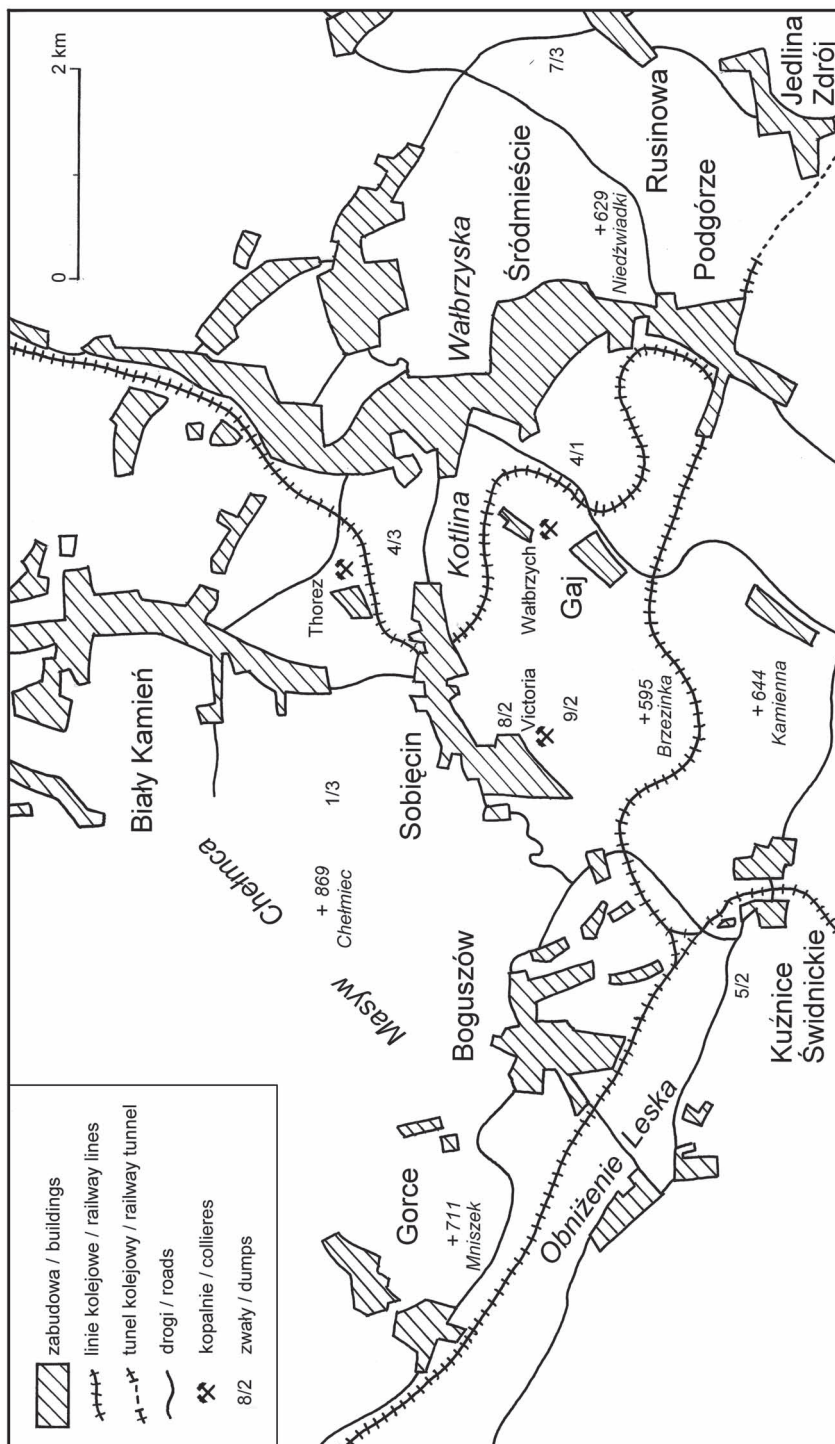 zabudowa / buildings
linie kolejowe / railway lines
tunel kolejowy / railway tunnel
drogi / roads
kopalnie / collieres
8/2 zwały / dumps
0 2 km
Biały Kamień
Chełmca
Masyw
+ 869
Chełmiec
1/3
Thorez
4/3
Gorce
+711
Mniszek
Boguszów
Sobięcin
8/2
Victoria
9/2
Kotlina
Wałbrzyska
Wałbrzych
Gaj
4/1
Śródmieście
7/3
+629
Niedźwiadki
Rusinowa
Podgórze
Jedlina
Zdrój
+595
Brzezinka
+ 644
Kamienna
Obniżenie Leska
5/2
Kuźnice
Świdnickie